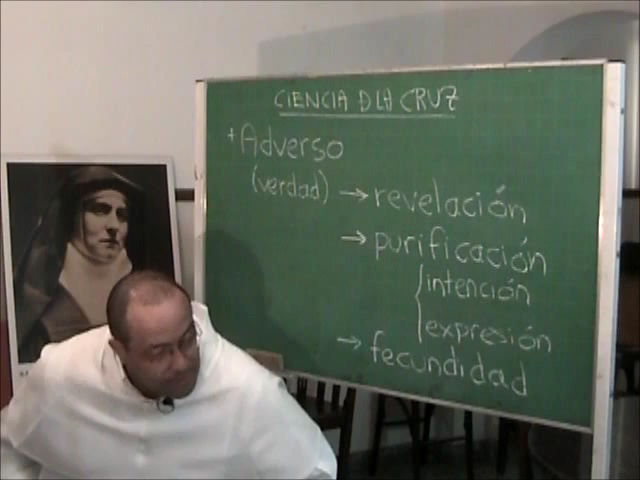 CIENCIA D LA CRUZ
+ Adverso
(verdad) → revelación
→ purificación
intención
expresión
→ fecundidad